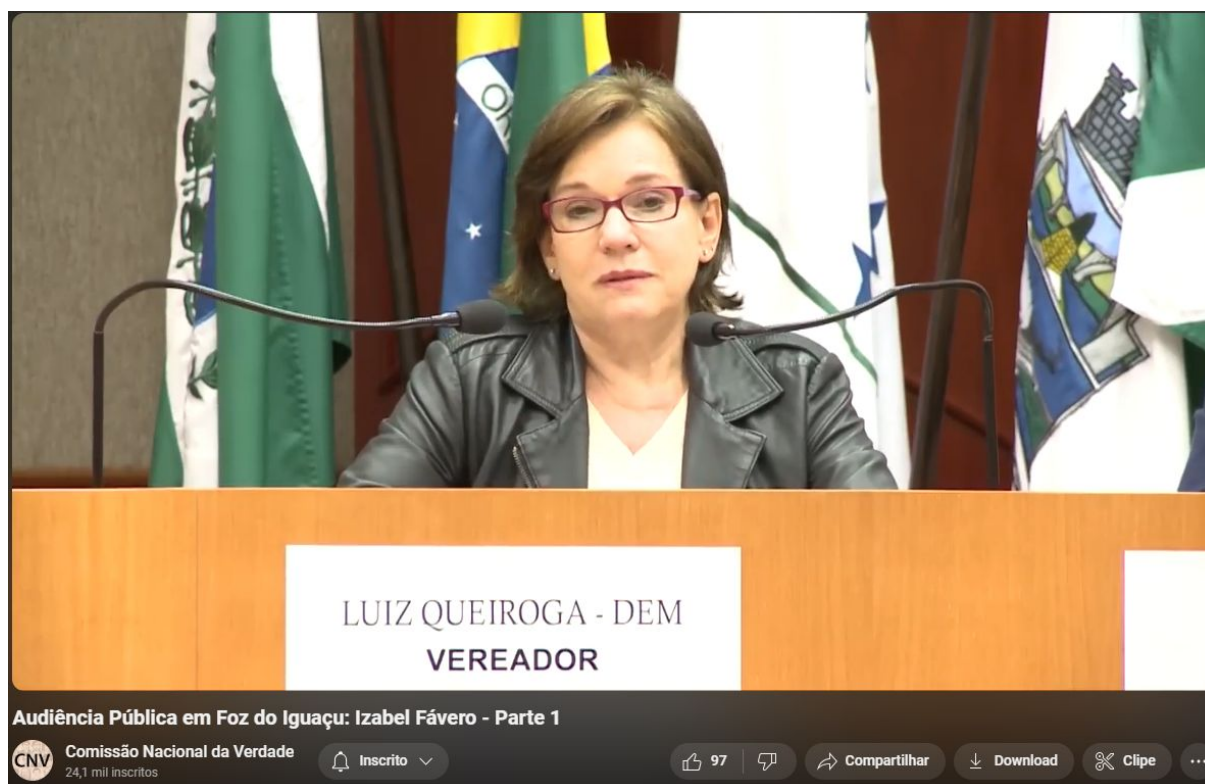 OR
LUIZ QUEIROGA - DEM
VEREADOR
Audiência Pública em Foz do Iguaçu: Izabel Fávero - Parte 1
CNV
Comissão Nacional da Verdade
24,1 mil inscritos
Inscrito
97
Compartilhar
Download
Clipe